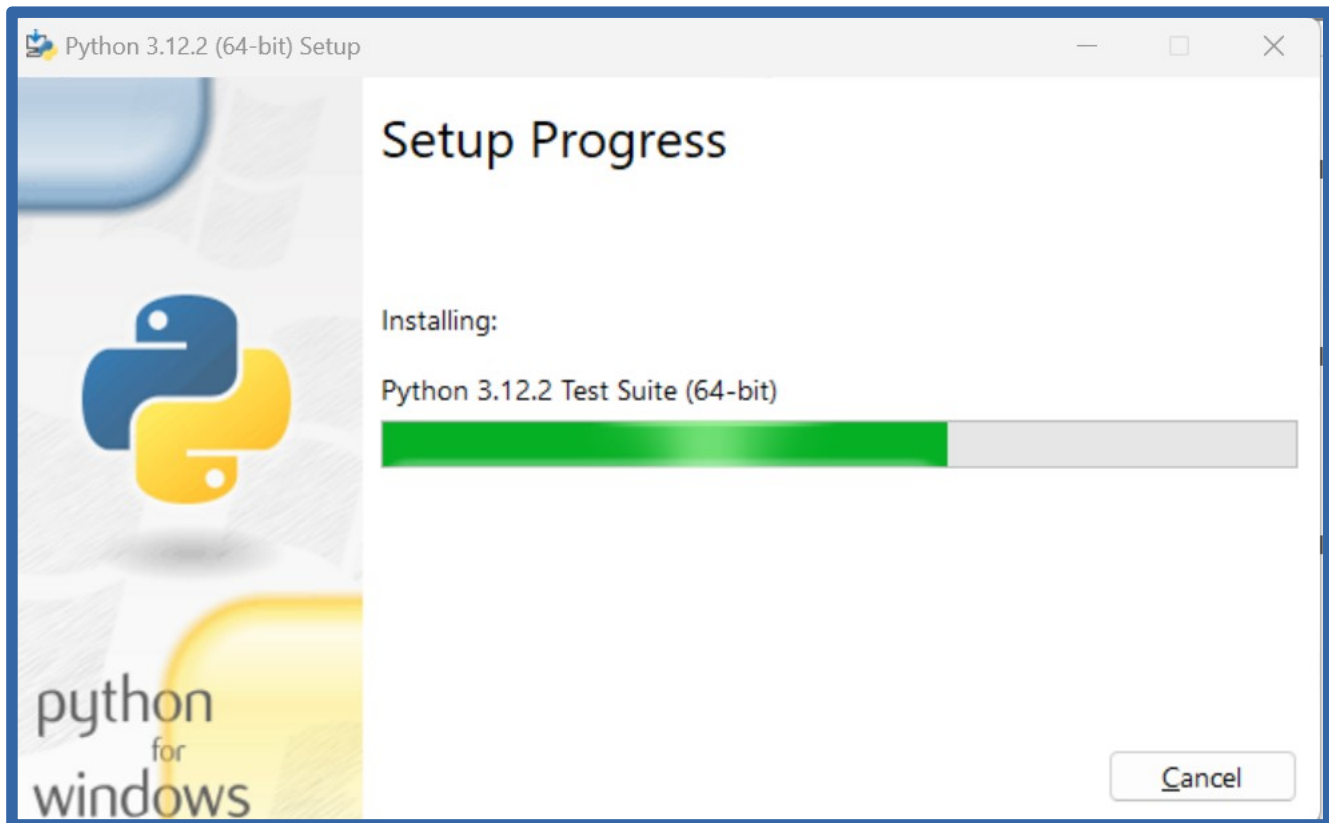 Python 3.12.2 (64-bit) Setup
Setup Progress
Installing:
Python 3.12.2 Test Suite (64-bit)
python
for
windows
Cancel